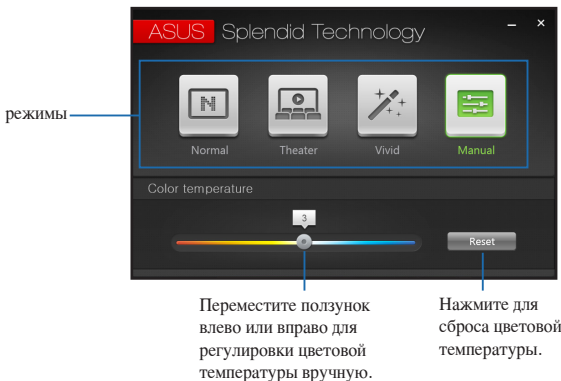 ASUS Splendid Technology
режимы
Normal
Theater
Vivid
Manual
Color temperature
3
Reset
Переместите ползунок
влево или вправо для
регулировки цветовой
температуры вручную.
Нажмите для
сброса цветовой
температуры.